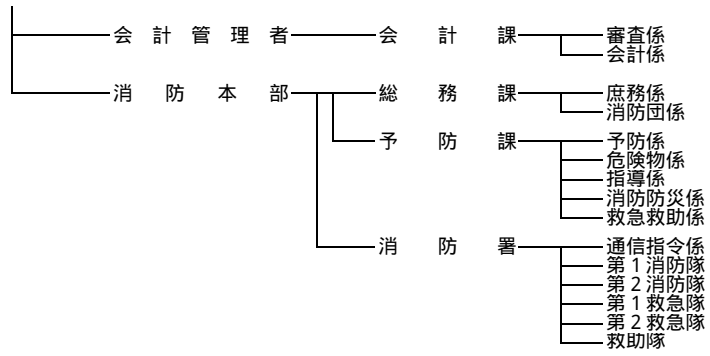 会計管理者 会計課 審査係
会計係
消防本部 総務課 庶務係
消防団係
予防課 予防係
危険物係
指導係
消防防災係
救急救助係
消防署 通信指令係
第1消防隊
第2消防隊
第1救急隊
第2救急隊
救助隊